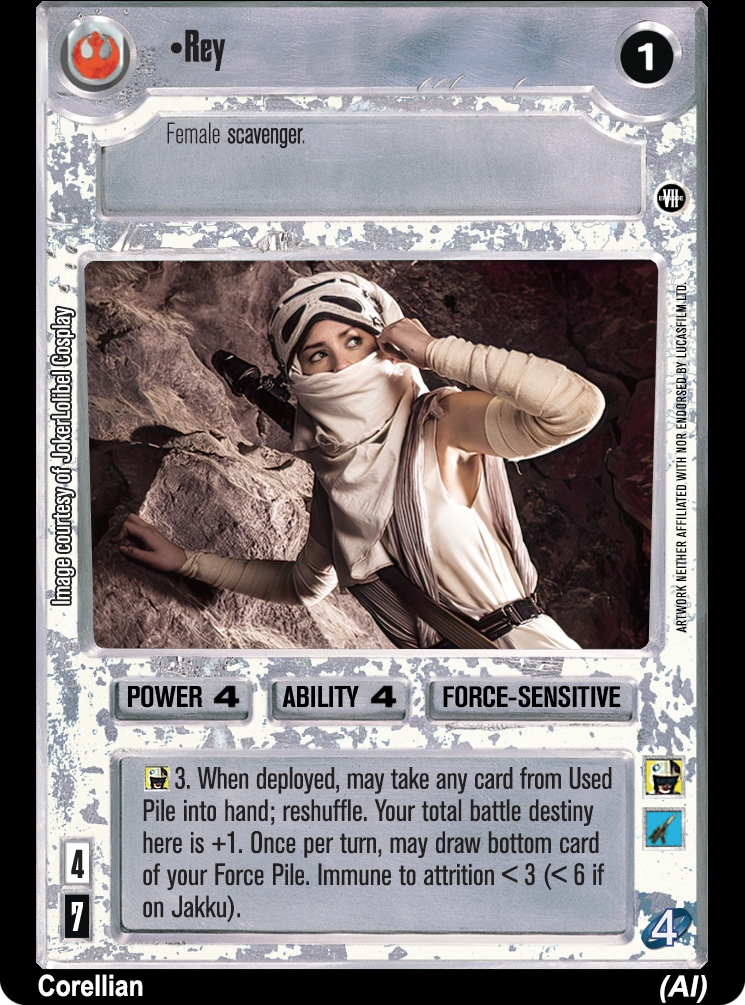 •Rey
1
Female scavenger.
EPISODE
VII
Image courtesy of JokerLolibel Cosplay
ARTWORK NEITHER AFFILIATED WITH NOR ENDORSED BY LUCASFILM LTD.
POWER 4
ABILITY 4
FORCE-SENSITIVE
3. When deployed, may take any card from Used
Pile into hand; reshuffle. Your total battle destiny
here is +1. Once per turn, may draw bottom card
of your Force Pile. Immune to attrition < 3 (< 6 if
on Jakku).
4
7
4
Corellian
(AI)